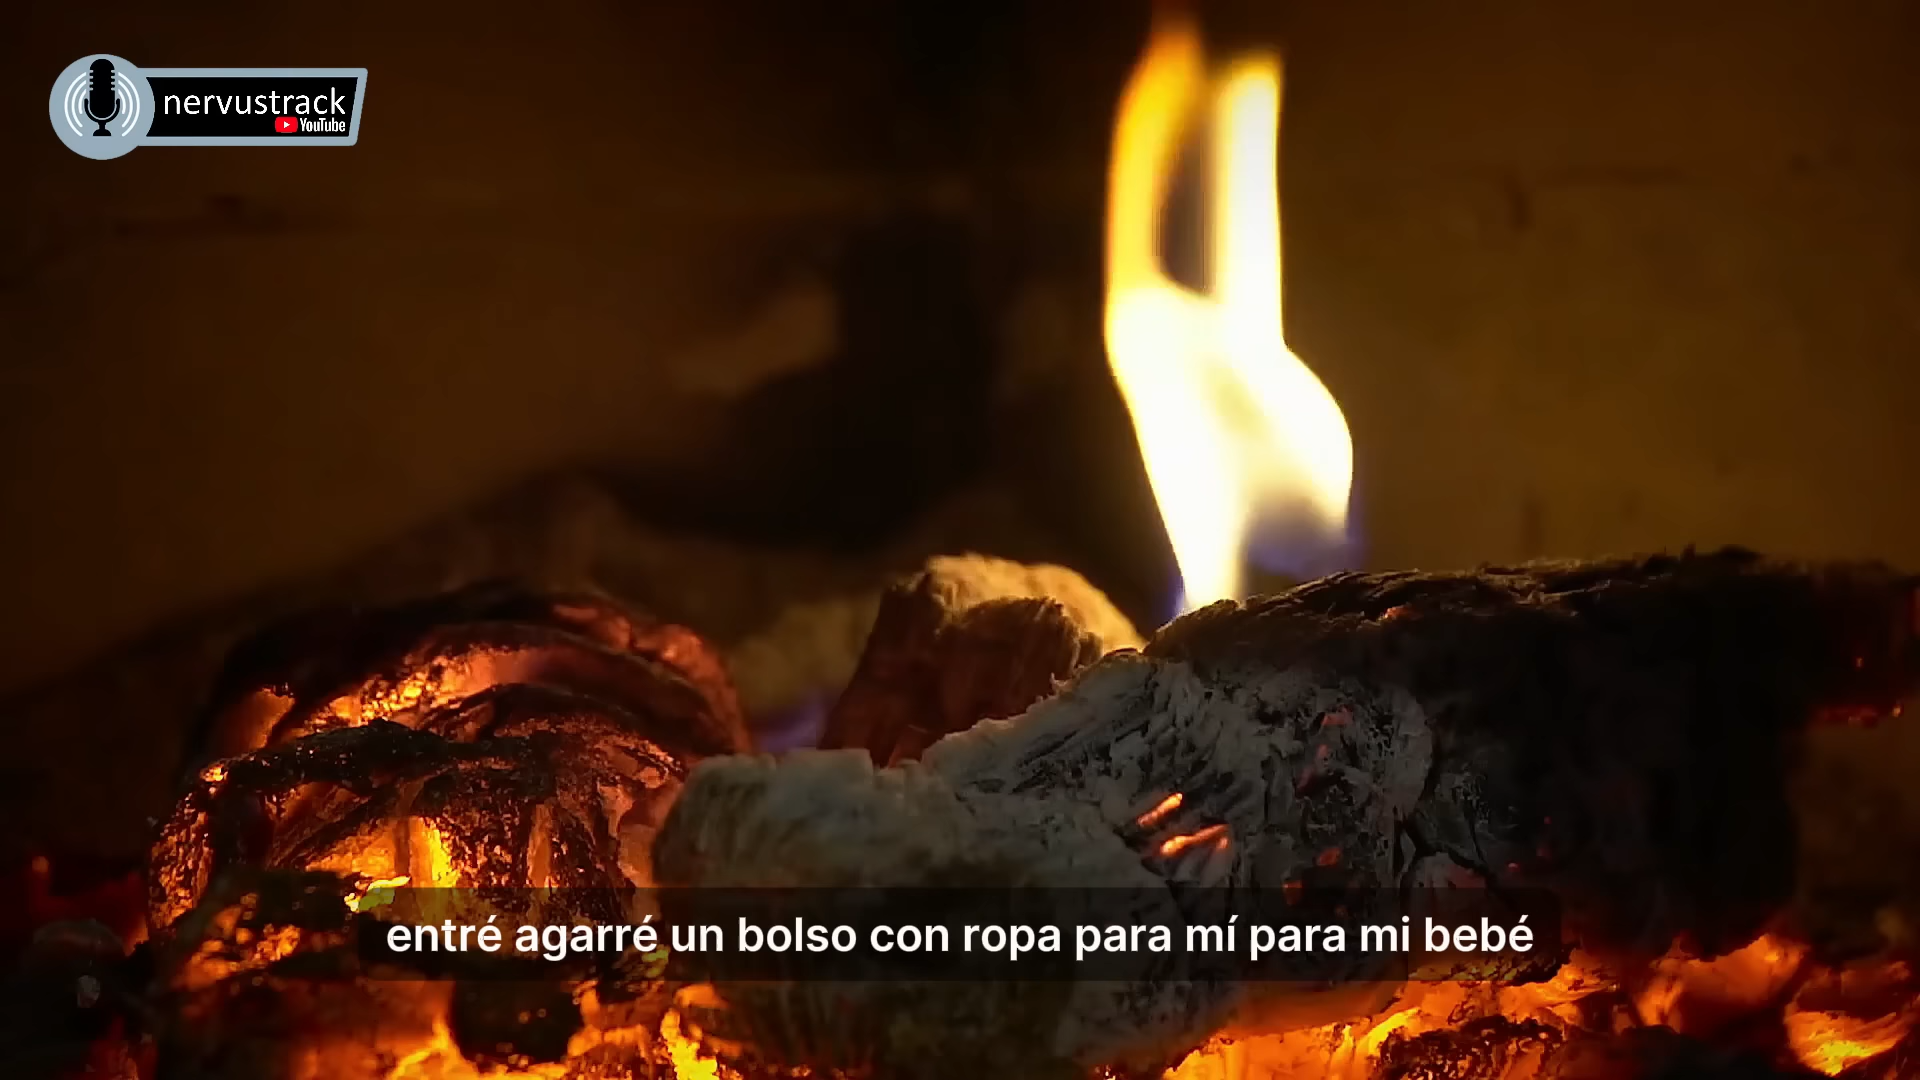 nervustrack
YouTube
entré agarré un bolso con ropa para mí para mi bebé